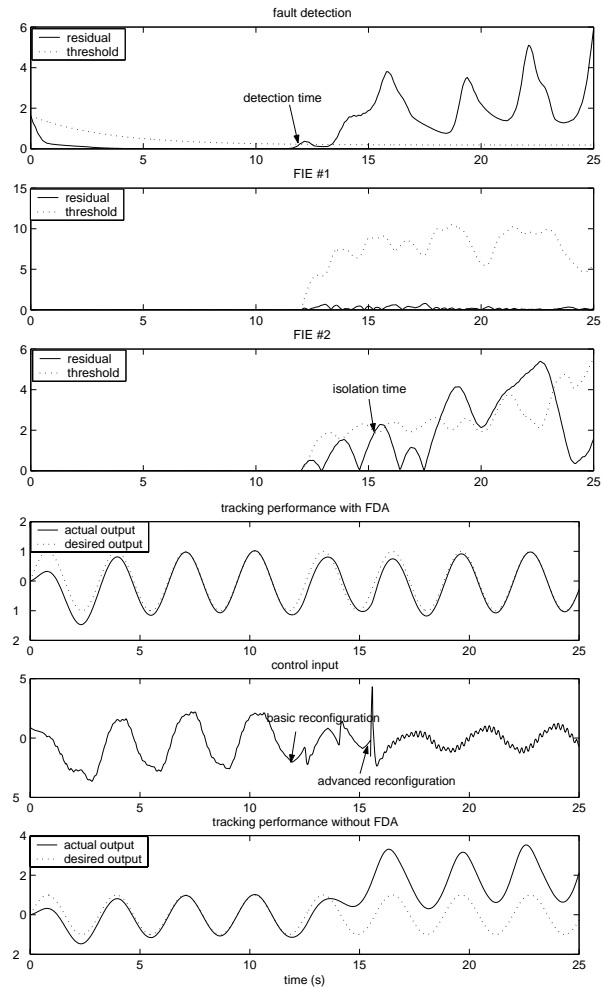 fault detection
6
residual
threshold
4
detection time
2
0
0 5 10 15 20 25
FIE #1
15
residual
threshold
10
5
0
0 5 10 15 20 25
FIE #2
6
residual
threshold
isolation time
4
2
0
0 5 10 15 20 25
tracking performance with FDA
2
actual output
desired output
1
0
1
2
0 5 10 15 20 25
control input
5
basic reconfiguration
0
advanced reconfiguration
5
0 5 10 15 20 25
tracking performance without FDA
4
actual output
desired output
2
0
2
0 5 10 15 20 25
time (s)